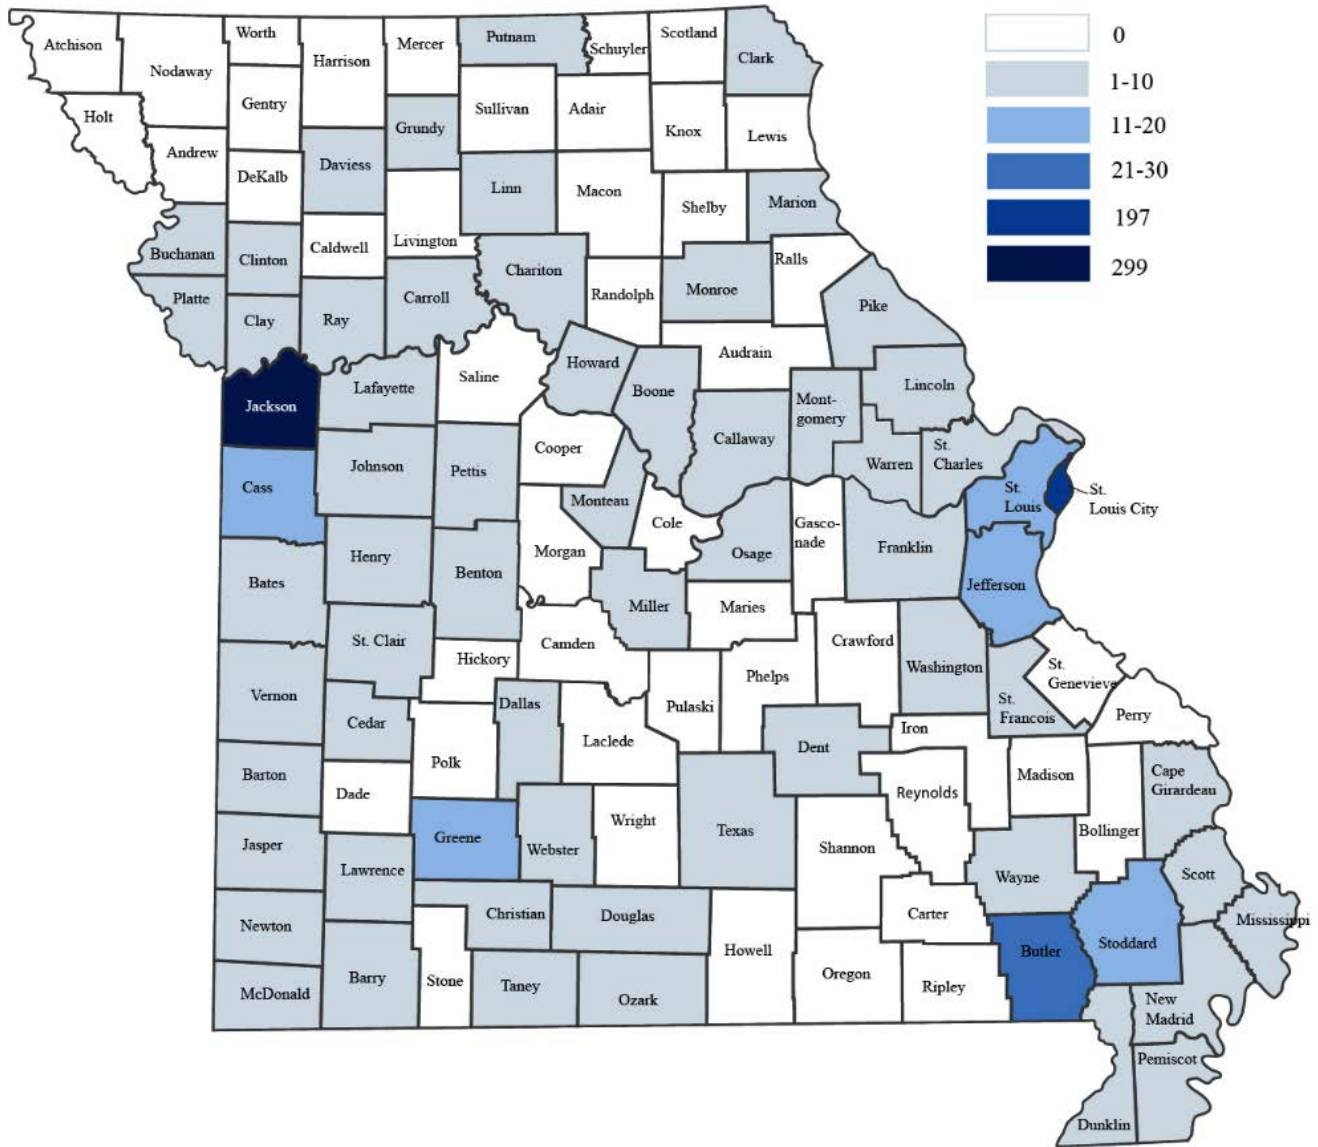 Atchison
Nodaway
Worth
Harrison
Mercer
Putnam
Schuyler
Scotland
Clark
0
1-10
11-20
21-30
197
299
Holt
Andrew
Gentry
DeKalb
Daviess
Grundy
Sullivan
Adair
Knox
Lewis
Linn
Macon
Shelby
Marion
Buchanan
Clinton
Caldwell
Livington
Chariton
Randolph
Monroe
Ralls
Platte
Clay
Ray
Carroll
Pike
Saline
Howard
Boone
Audrain
Jackson
Lafayette
Callaway
Mont-
gomery
Lincoln
Cooper
Cass
Johnson
Pettis
Monteau
Cole
Warren
St.
Charles
St.
Louis
St.
Louis City
Bates
Henry
Benton
Morgan
Osage
Gasco-
nade
Franklin
Jefferson
Miller
Maries
St. Clair
Hickory
Camden
Crawford
Washington
St.
Genevieve
St.
Francois
Perry
Vernon
Cedar
Dallas
Pulaski
Phelps
Polk
Laclede
Dent
Iron
Madison
Cape
Girardeau
Barton
Dade
Reynolds
Bollinger
Jasper
Greene
Webster
Wright
Texas
Shannon
Lawrence
Wayne
Scott
Newton
Christian
Douglas
Howell
Carter
Butler
Stoddard
Mississippi
McDonald
Barry
Stone
Taney
Ozark
Oregon
Ripley
New
Madrid
Pemiscot
Dunklin